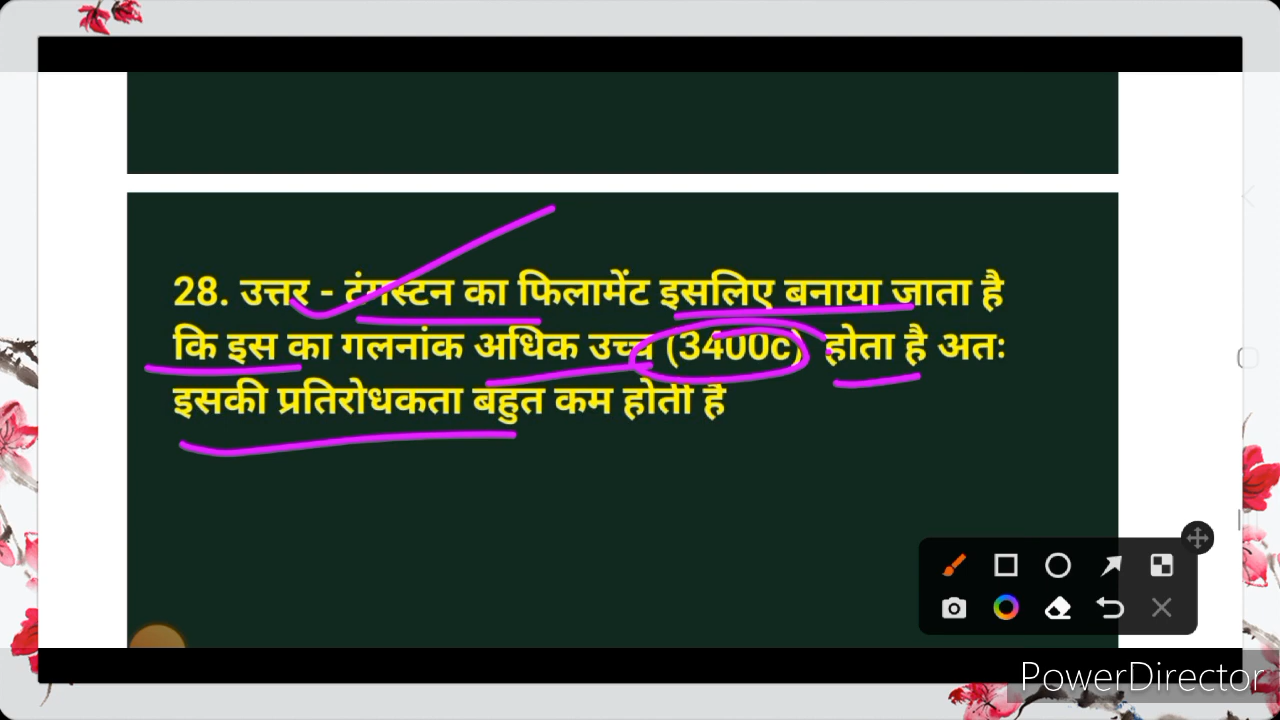 28. उत्तर - टंगस्टन का फिलामेंट इसलिए बनाया जाता है
कि इस का गलनांक अधिक उच्च (3400c) होता है अतः
इसकी प्रतिरोधकता बहुत कम होती है
PowerDirector